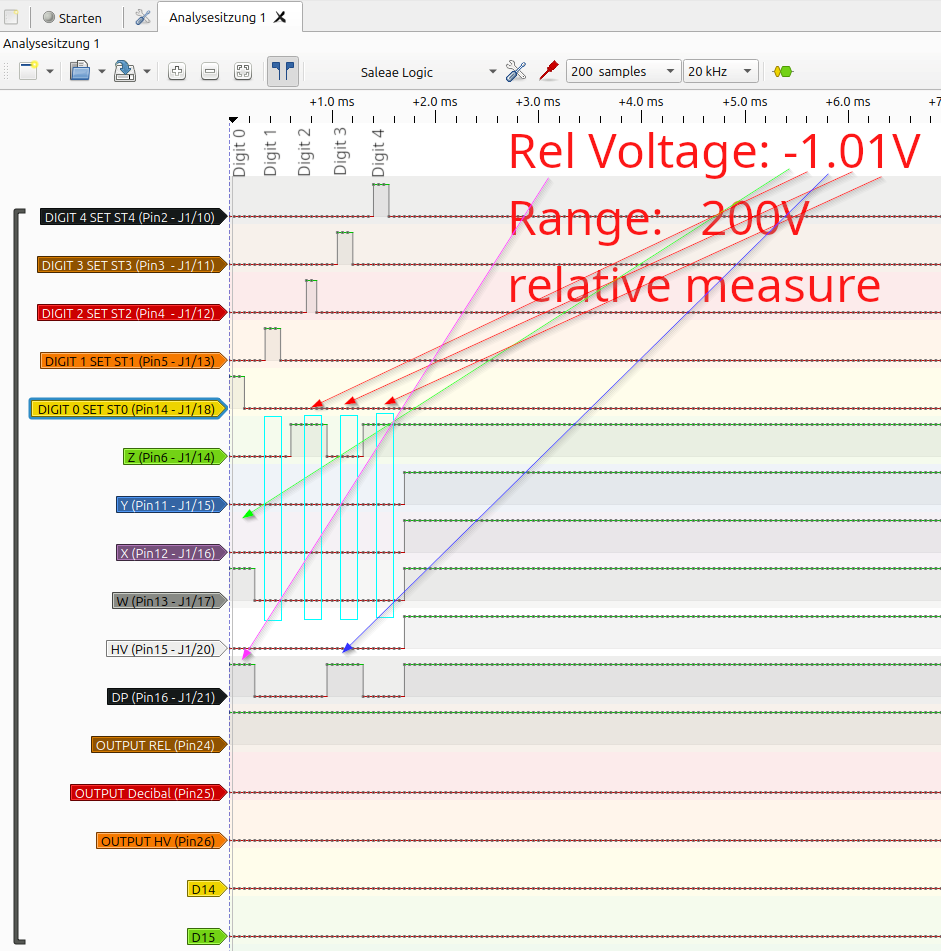 Starten
Analysesitzung 1
Analysesitzung 1
Saleae Logic
200 samples
20 kHz
+1.0 ms +2.0 ms +3.0 ms +4.0 ms +5.0 ms +6.0 ms +7
Digit 0
Digit 1
Digit 2
Digit 3
Digit 4
Rel Voltage: -1.01V
Range: 200V
relative measure
DIGIT 4 SET ST4 (Pin2 - J1/10)
DIGIT 3 SET ST3 (Pin3 - J1/11)
DIGIT 2 SET ST2 (Pin4 - J1/12)
DIGIT 1 SET ST1 (Pin5 - J1/13)
DIGIT 0 SET ST0 (Pin14 - J1/18)
Z (Pin6 - J1/14)
Y (Pin11 - J1/15)
X (Pin12 - J1/16)
W (Pin13 - J1/17)
HV (Pin15 - J1/20)
DP (Pin16 - J1/21)
OUTPUT REL (Pin24)
OUTPUT Decibal (Pin25)
OUTPUT HV (Pin26)
D14
D15